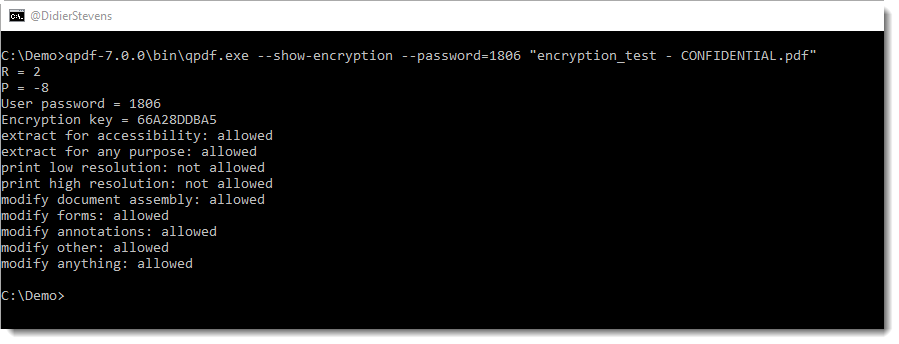 @DidierStevens
C:\Demo>qpdf-7.0.0\bin\qpdf.exe --show-encryption --password=1806 "encryption_test - CONFIDENTIAL.pdf"
R = 2
P = -8
User password = 1806
Encryption key = 66A28DDBA5
extract for accessibility: allowed
extract for any purpose: allowed
print low resolution: not allowed
print high resolution: not allowed
modify document assembly: allowed
modify forms: allowed
modify annotations: allowed
modify other: allowed
modify anything: allowed
C:\Demo>